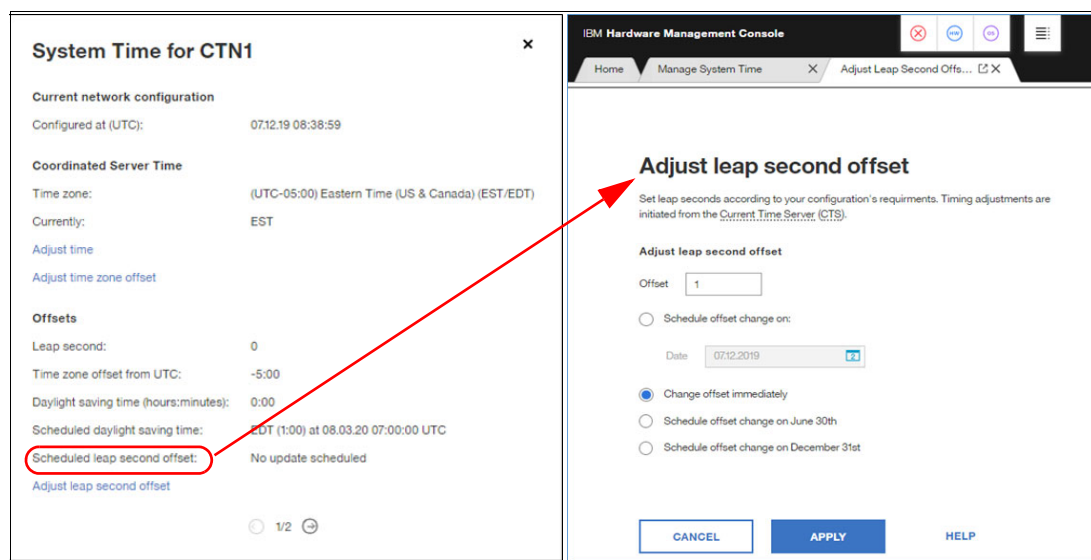 System Time for CTN1
Current network configuration
Configured at (UTC): 07.12.19 08:38:59
Coordinated Server Time
Time zone: (UTC-05:00) Eastern Time (US & Canada) (EST/EDT)
Currently: EST
Adjust time
Adjust time zone offset
Offsets
Leap second: 0
Time zone offset from UTC: -5:00
Daylight saving time (hours:minutes): 0:00
Scheduled daylight saving time: EDT (1:00) at 08.03.20 07:00:00 UTC
Scheduled leap second offset: No update scheduled
Adjust leap second offset
1/2
IBM Hardware Management Console
HW
OS
Home Manage System Time Adjust Leap Second Offs...
Adjust leap second offset
Set leap seconds according to your configuration's requirments. Timing adjustments are
initiated from the Current Time Server (CTS).
Adjust leap second offset
Offset 1
Schedule offset change on:
Date 07.12.2019
Change offset immediately
Schedule offset change on June 30th
Schedule offset change on December 31st
CANCEL APPLY HELP